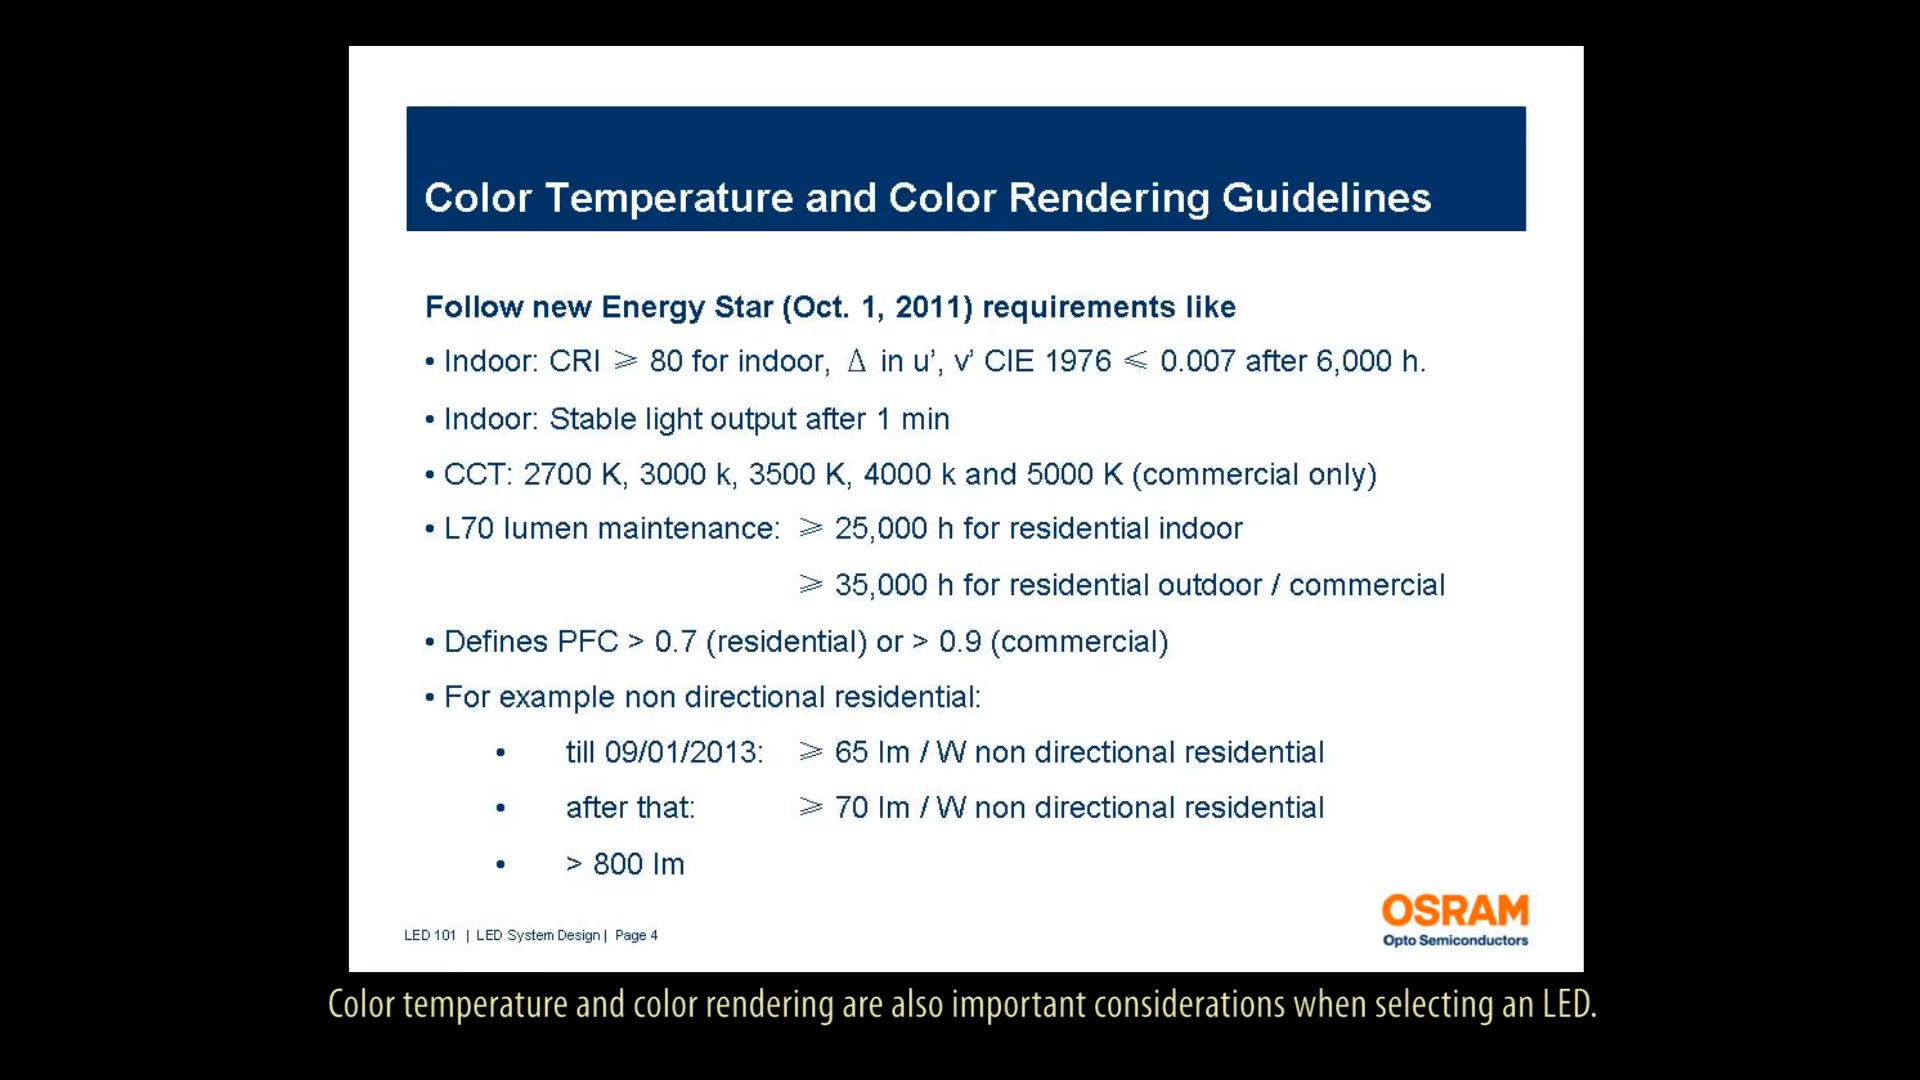 Color Temperature and Color Rendering Guidelines
Follow new Energy Star (Oct. 1, 2011) requirements like
• Indoor: CRI ⩾ 80 for indoor, Δ in u’, v’ CIE 1976 ⩽ 0.007 after 6,000 h.
• Indoor: Stable light output after 1 min
• CCT: 2700 K, 3000 k, 3500 K, 4000 k and 5000 K (commercial only)
• L70 lumen maintenance: ⩾ 25,000 h for residential indoor
⩾ 35,000 h for residential outdoor / commercial
• Defines PFC > 0.7 (residential) or > 0.9 (commercial)
• For example non directional residential:
• till 09/01/2013: ⩾ 65 lm / W non directional residential
• after that: ⩾ 70 lm / W non directional residential
• > 800 lm
OSRAM
Opto Semiconductors
LED 101 | LED System Design | Page 4
Color temperature and color rendering are also important considerations when selecting an LED.